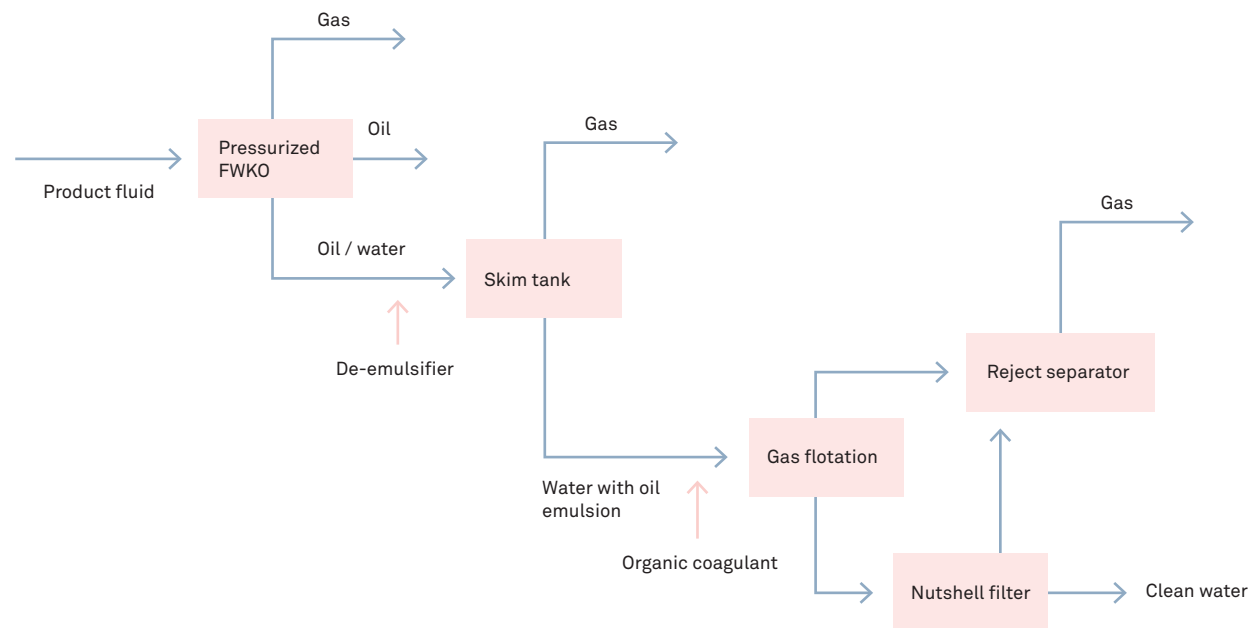 Gas
Oil
Pressurized
FWKO
Product fluid
Gas
Oil / water
Skim tank
De-emulsifier
Gas
Reject separator
Gas flotation
Water with oil
emulsion
Organic coagulant
Nutshell filter
Clean water